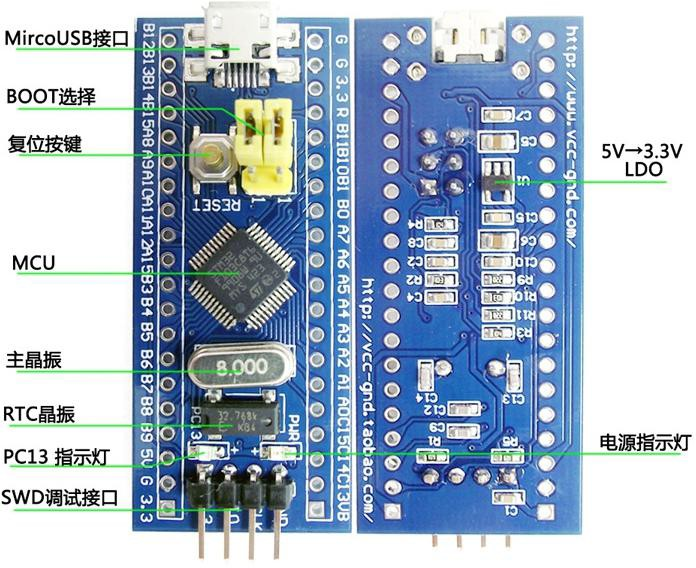 MircoUSB接口
BOOT选择
复位按键
MCU
主晶振
RTC晶振
PC13 指示灯
SWD调试接口
B12
B13
B14
B15
A8
A9
A10
A11
A12
A15
B3
B4
B5
B6
B7
B8
B9
5V
G
3.3
RESET
8.000
32.768k
PC13
PWR
G
G
3.3
R
B11
B10
B1
B0
A7
A6
A5
A4
A3
A2
A1
A0
C15
C14
C13
VB
5V→3.3V
LDO
电源指示灯
http://www.vcc-gnd.com/
http://vcc-gnd.taobao.com/
C7
C5
U1
C15
C6
C10
R9
R10
R11
R3
R4
C8
C2
R2
C4
C14
C13
C12
C9
R1
C1